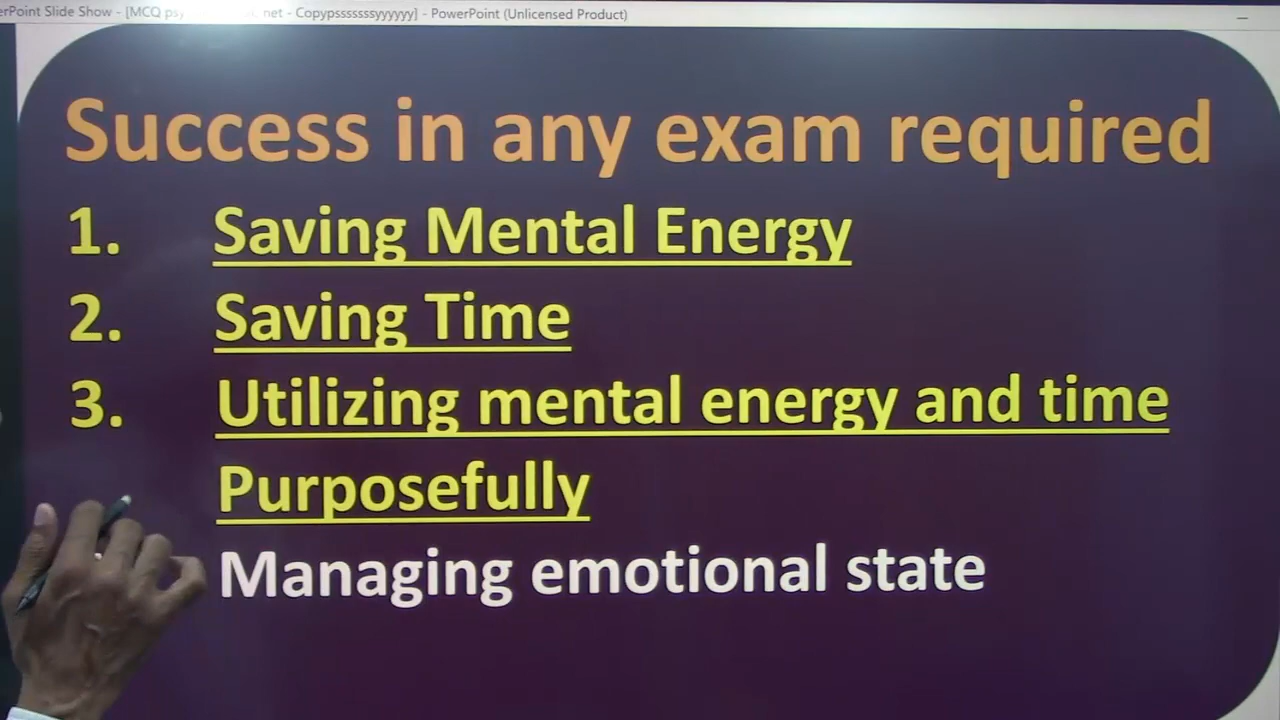 erPoint Slide Show - [MCQ psy net - Copypsssssssyyyyyy] - PowerPoint (Unlicensed Product)
Success in any exam required
1. Saving Mental Energy
2. Saving Time
3. Utilizing mental energy and time
Purposefully
Managing emotional state